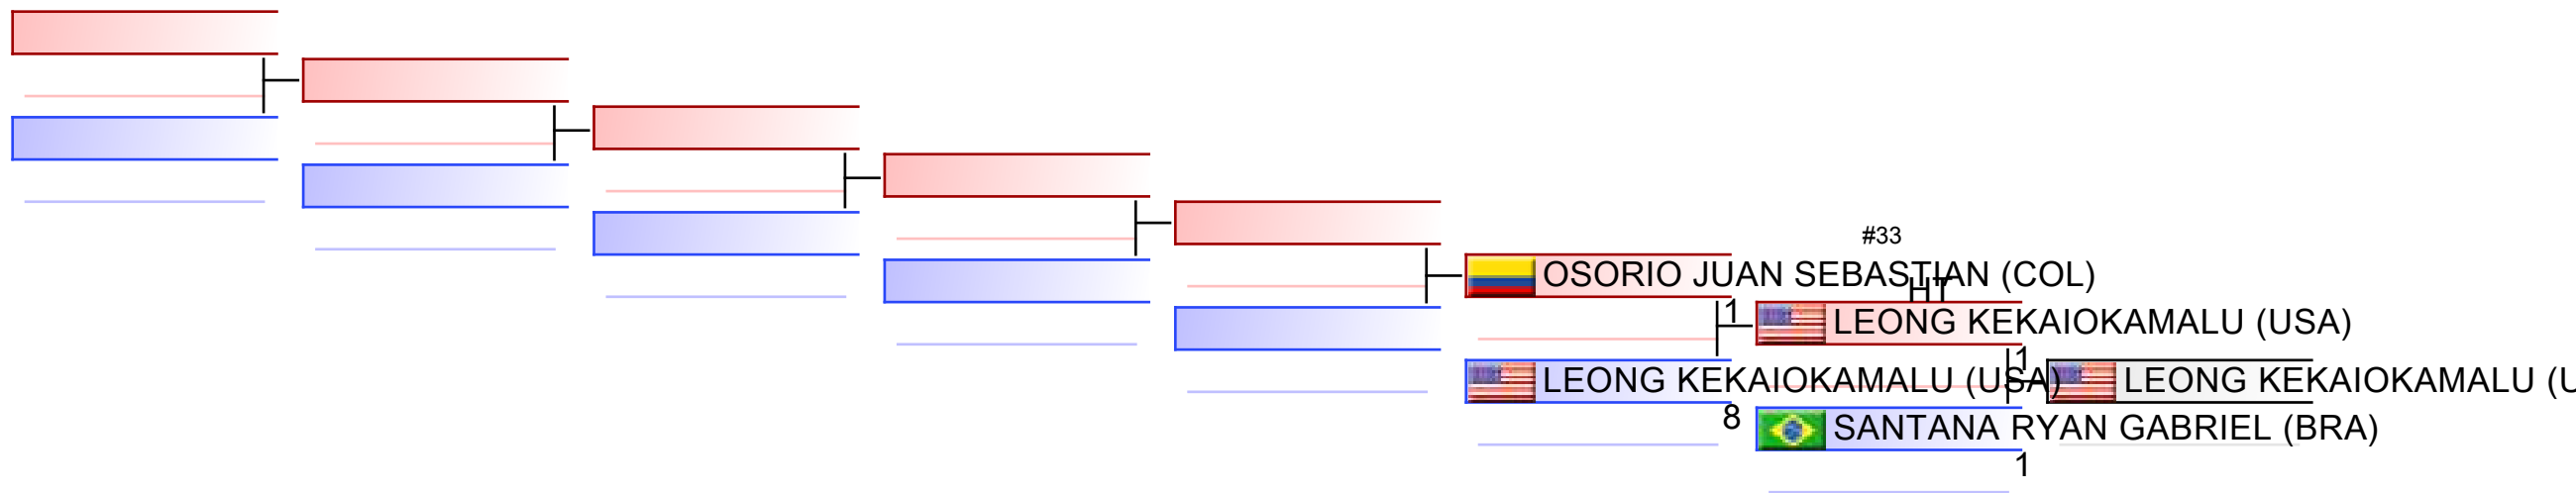 #33
OSORIO JUAN SEBASTIAN (COL)
HT
1
LEONG KEKAIOKAMALU (USA)
1
LEONG KEKAIOKAMALU (USA)
LEONG KEKAIOKAMALU (U
8
SANTANA RYAN GABRIEL (BRA)
1